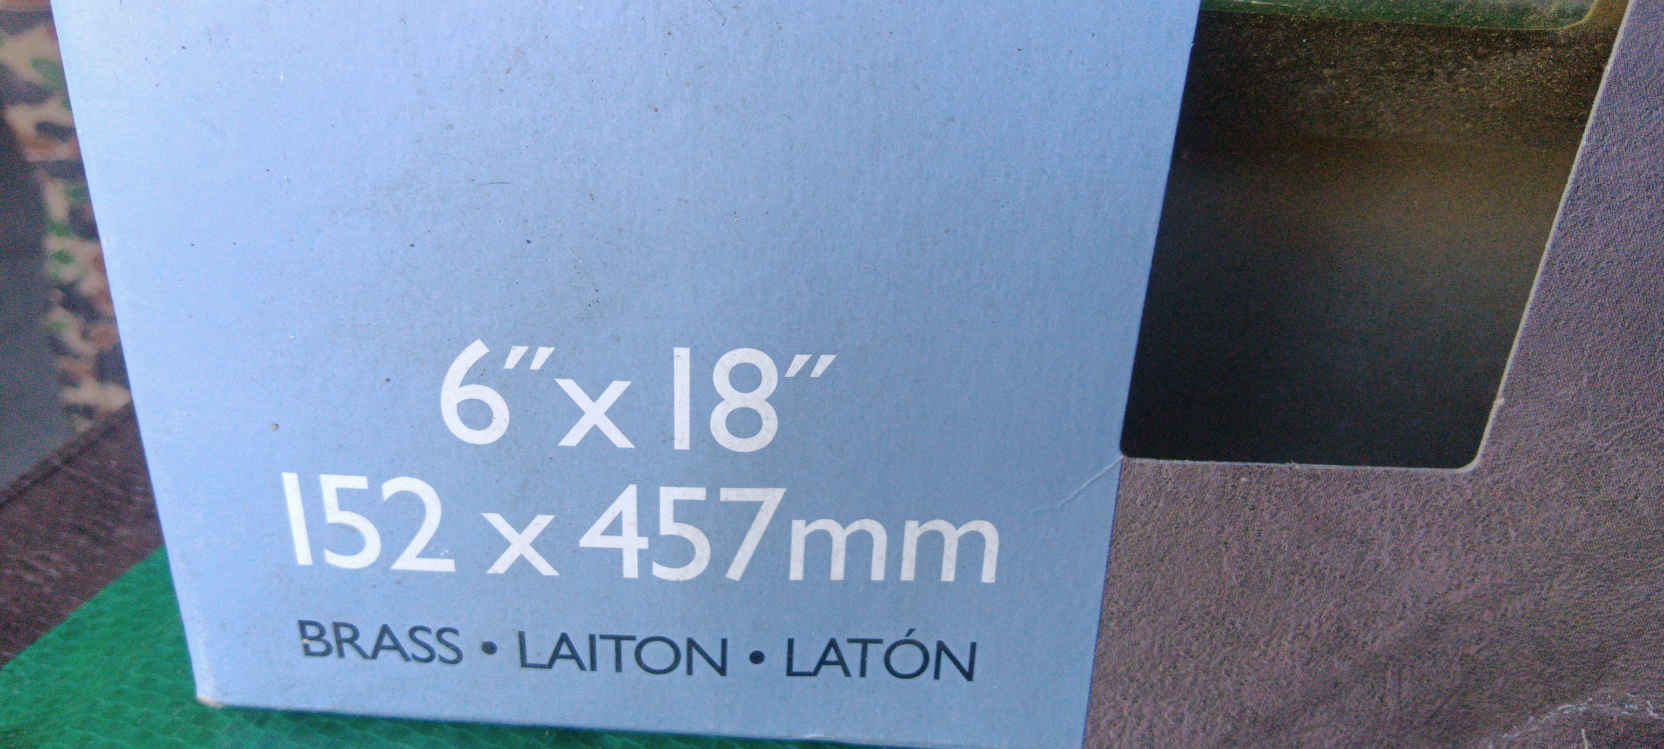 6" x 18"
152 x 457mm
BRASS • LAITON • LATÓN